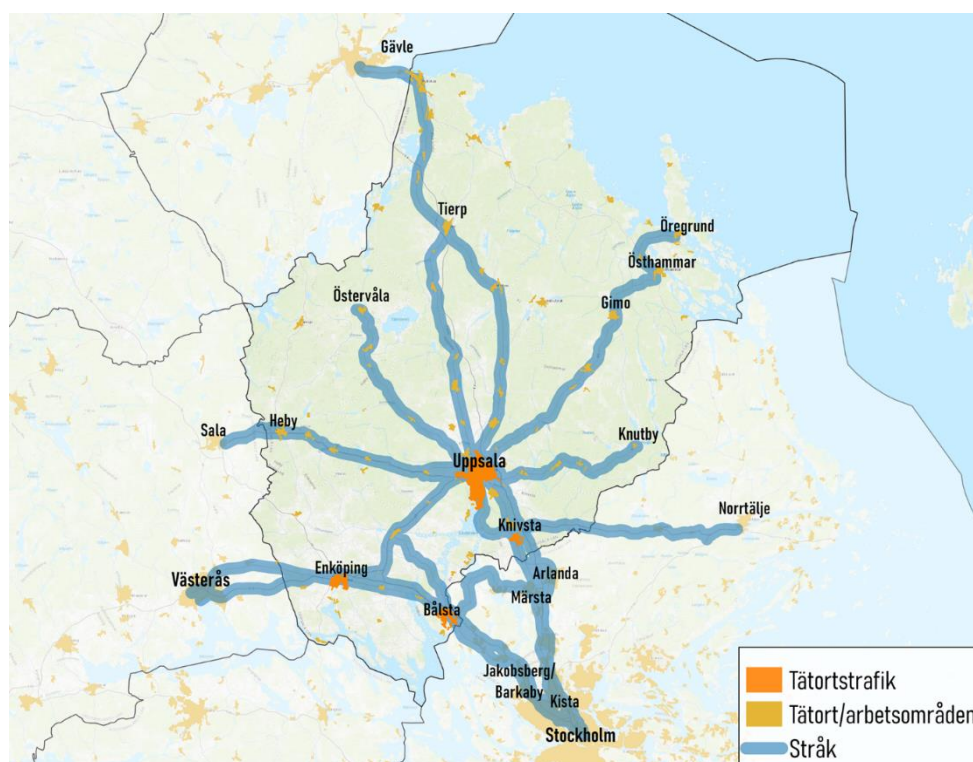 Gävle
Tierp
Öregrund
Östhammar
Östervåla
Gimo
Sala
Heby
Knutby
Uppsala
Norrtälje
Knivsta
Enköping
Arlanda
Västerås
Märsta
Bålsta
Jakobsberg/
Barkaby
Kista
Stockholm
Tätortstrafik
Tätort/arbetsområden
Stråk